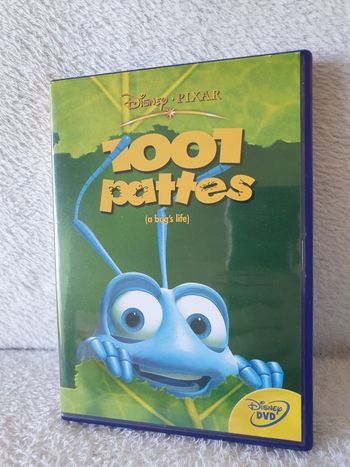 Disney · PIXAR
1001
pattes
(a bug's life)
Disney
DVD